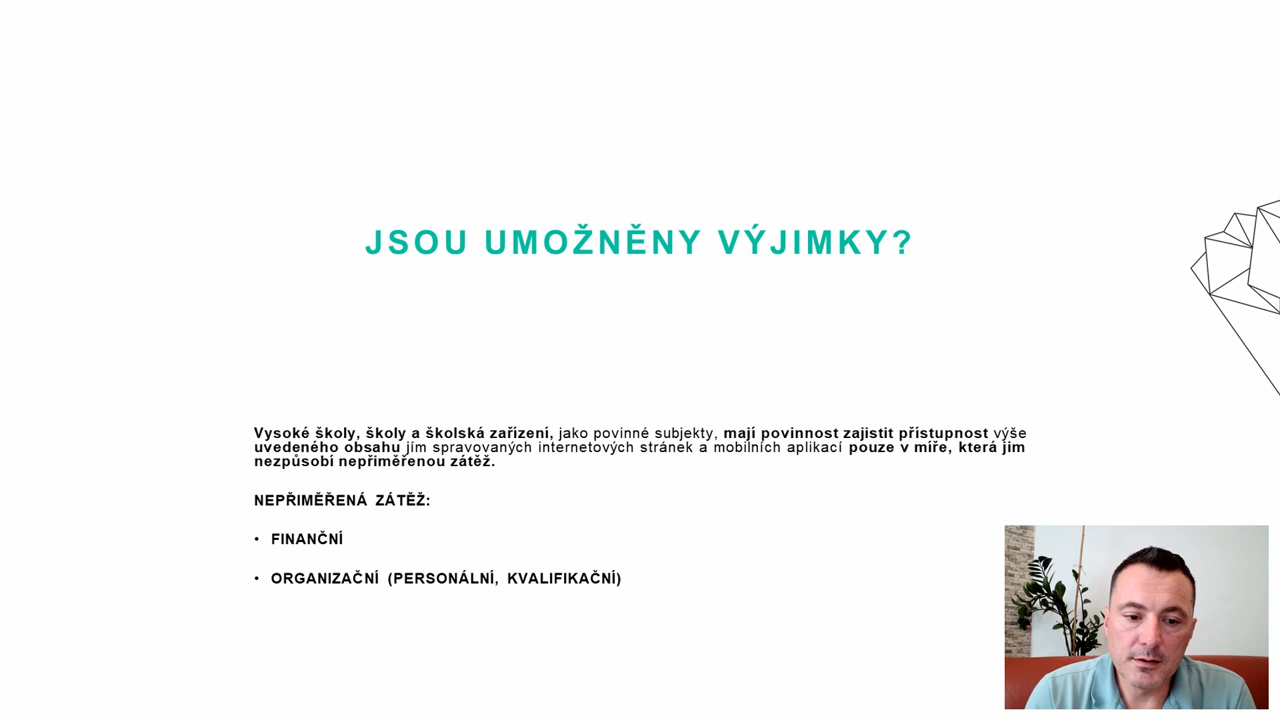 JSOU UMOŽNĚNY VÝJIMKY?
Vysoké školy, školy a školská zařízení, jako povinné subjekty, mají povinnost zajistit přístupnost výše
uvedeného obsahu jím spravovaných internetových stránek a mobilních aplikací pouze v míře, která jim
nezpůsobí nepřiměřenou zátěž.
NEPŘIMĚŘENÁ ZÁTĚŽ:
• FINANČNÍ
• ORGANIZAČNÍ (PERSONÁLNÍ, KVALIFIKAČNÍ)